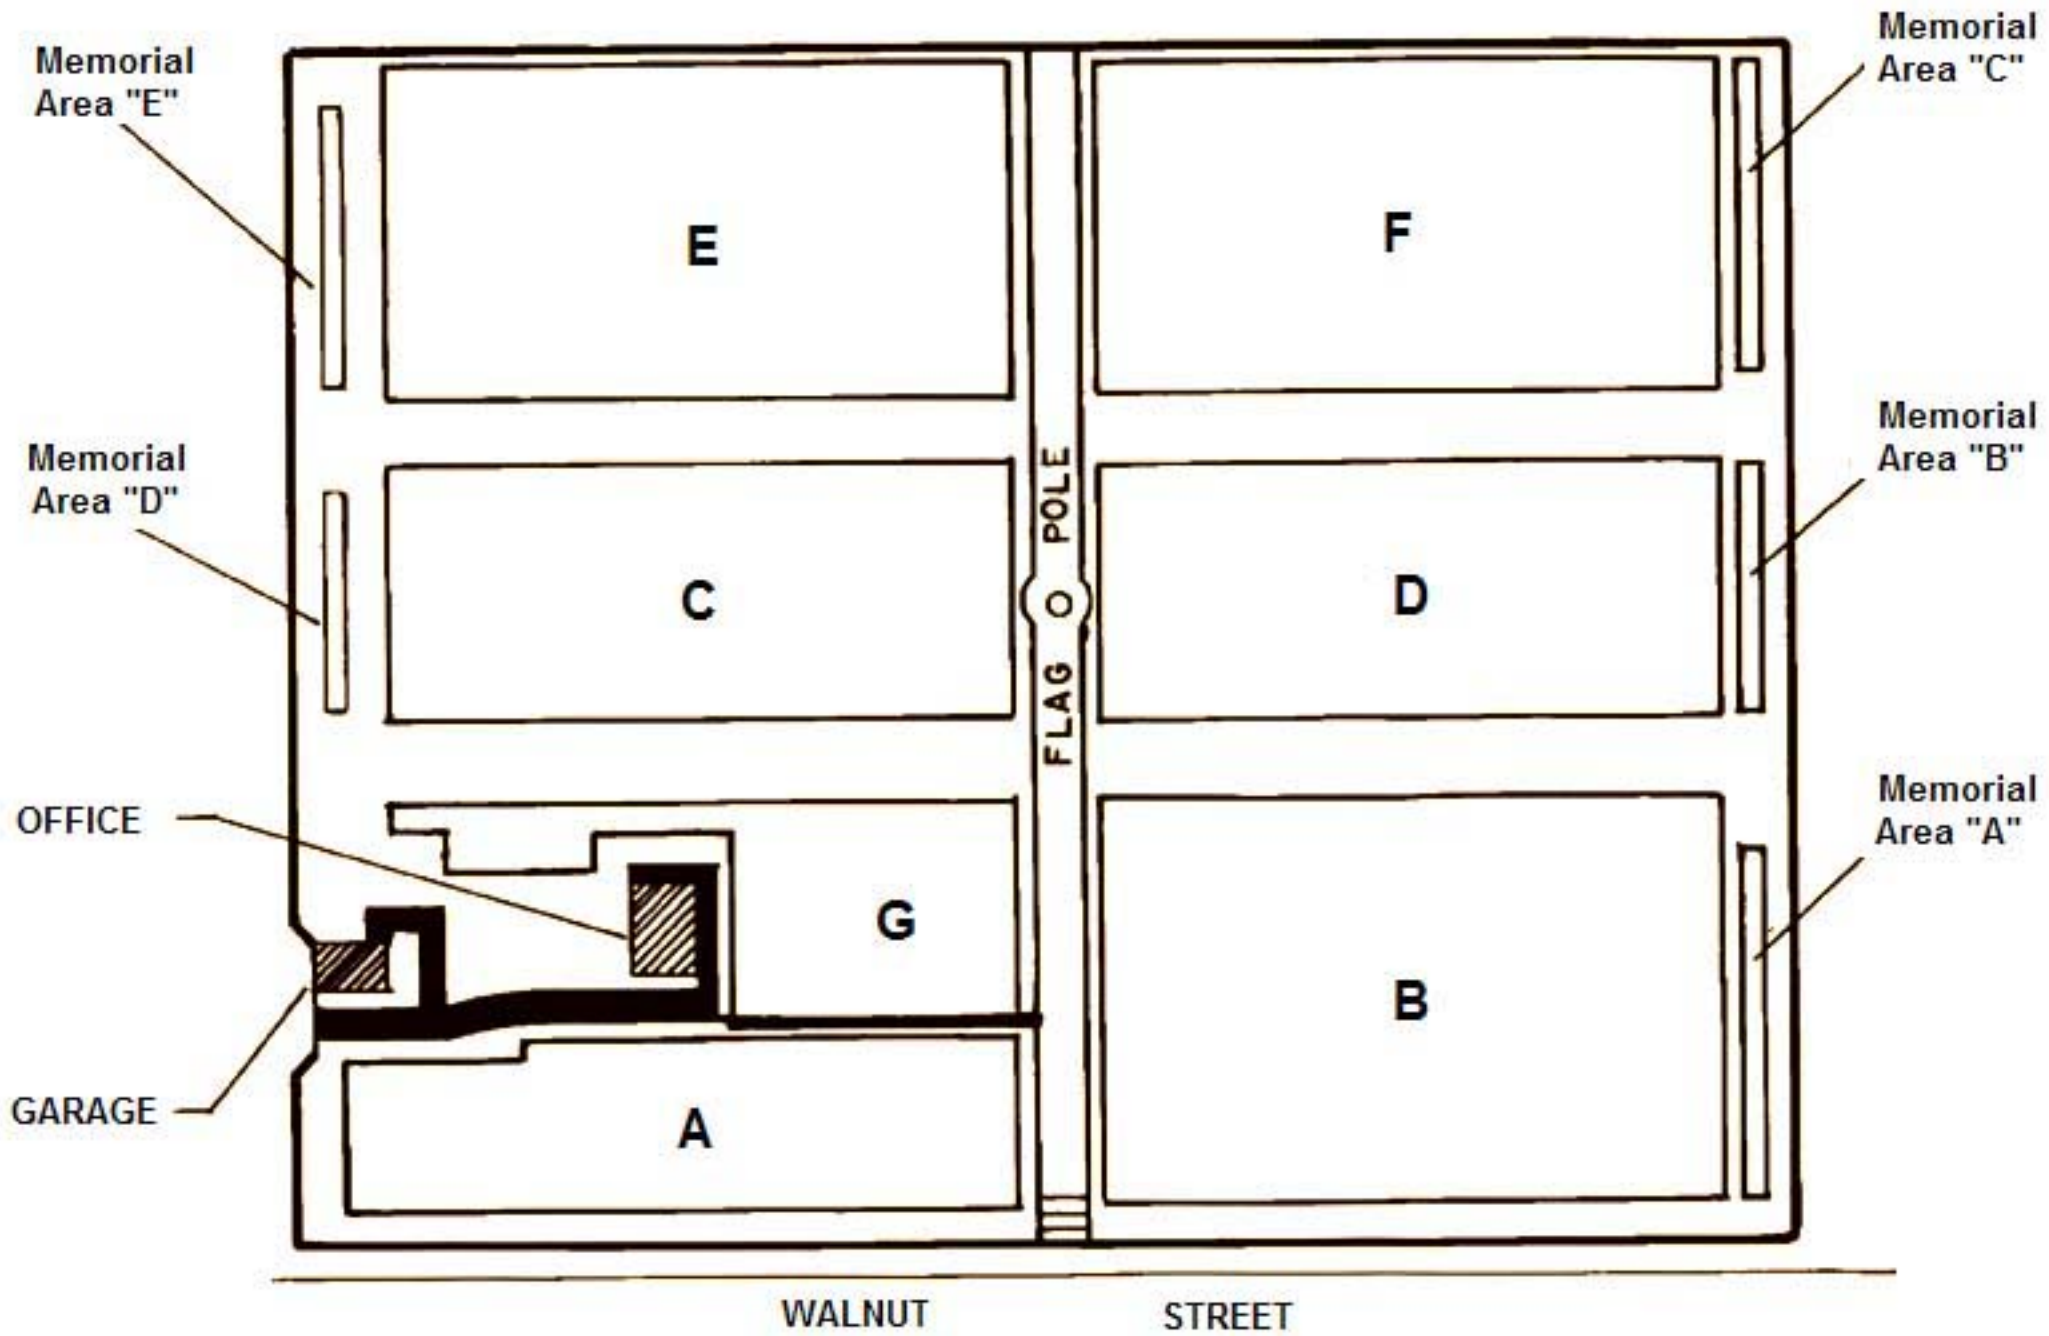 Memorial
Area "E"
Memorial
Area "C"
E
F
Memorial
Area "D"
Memorial
Area "B"
FLAG POLE
C
D
OFFICE
Memorial
Area "A"
G
B
GARAGE
A
WALNUT STREET